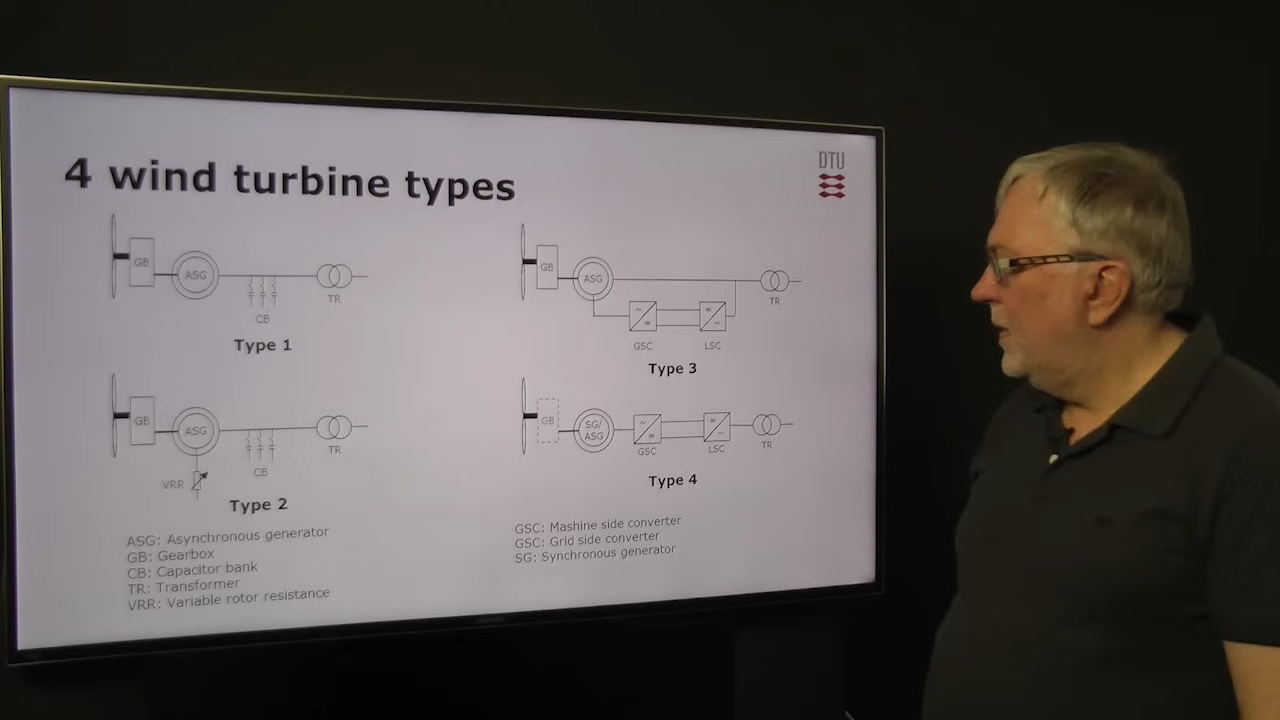 4 wind turbine types
DTU
GB
ASG
CB
TR
Type 1
GB
ASG
VRR
CB
TR
Type 2
GB
ASG
GSC
LSC
TR
Type 3
GB
SG/
ASG
GSC
LSC
TR
Type 4
ASG: Asynchronous generator
GB: Gearbox
CB: Capacitor bank
TR: Transformer
VRR: Variable rotor resistance
GSC: Mashine side converter
GSC: Grid side converter
SG: Synchronous generator